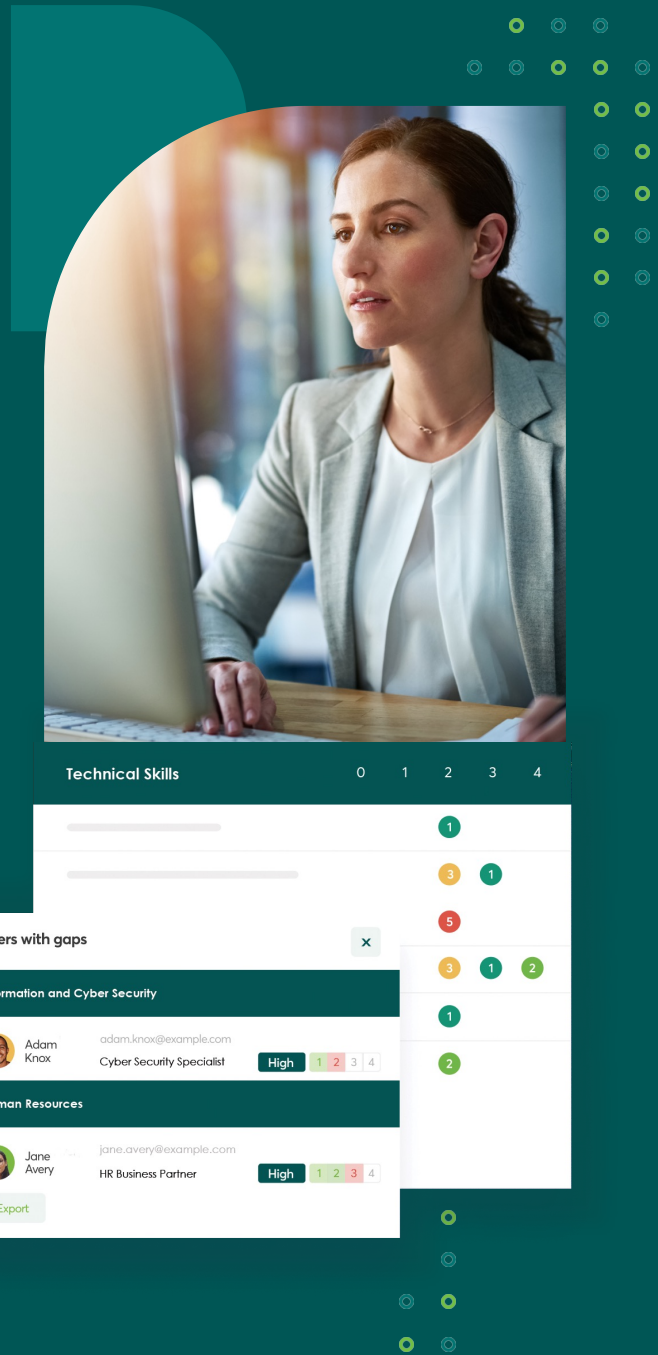 Technical Skills 0 1 2 3 4
1
3 1
5
3 1 2
1
2
ers with gaps ×
rmation and Cyber Security
Adam
Knox
adam.knox@example.com
Cyber Security Specialist High 1 2 3 4
man Resources
Jane
Avery
jane.avery@example.com
HR Business Partner High 1 2 3 4
Export